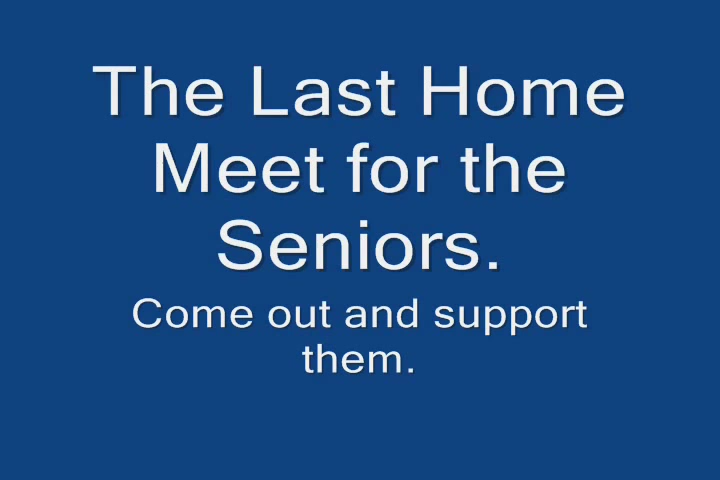 The Last Home
Meet for the
Seniors.
Come out and support
them.